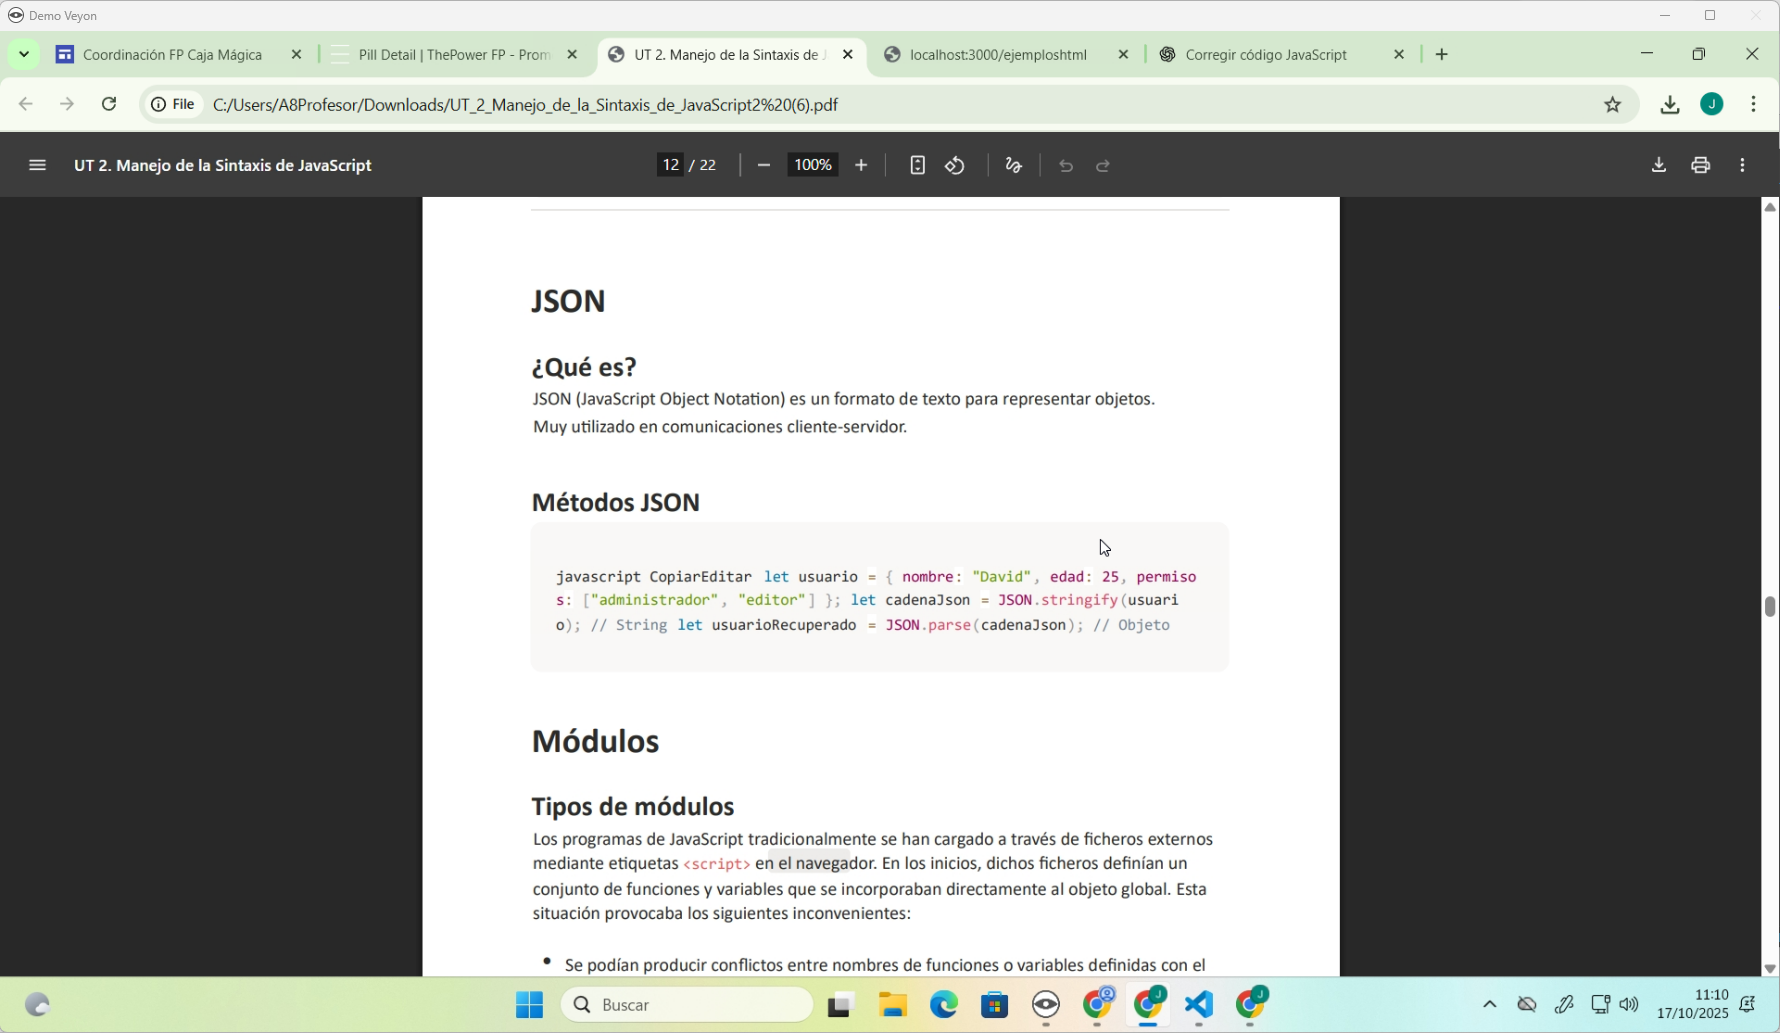 Demo Veyon
Coordinación FP Caja Mágica
Pill Detail | ThePower FP - Prom
UT 2. Manejo de la Sintaxis de J
localhost:3000/ejemploshtml
Corregir código JavaScript
File
C:/Users/A8Profesor/Downloads/UT_2_Manejo_de_la_Sintaxis_de_JavaScript2%20(6).pdf
J
UT 2. Manejo de la Sintaxis de JavaScript
12 / 22
100%
JSON
¿Qué es?
JSON (JavaScript Object Notation) es un formato de texto para representar objetos.
Muy utilizado en comunicaciones cliente-servidor.
Métodos JSON
javascript CopiarEditar let usuario = { nombre: "David", edad: 25, permiso
s: ["administrador", "editor"] }; let cadenaJson = JSON.stringify(usuari
o); // String let usuarioRecuperado = JSON.parse(cadenaJson); // Objeto
Módulos
Tipos de módulos
Los programas de JavaScript tradicionalmente se han cargado a través de ficheros externos
mediante etiquetas <script> en el navegador. En los inicios, dichos ficheros definían un
conjunto de funciones y variables que se incorporaban directamente al objeto global. Esta
situación provocaba los siguientes inconvenientes:
• Se podían producir conflictos entre nombres de funciones o variables definidas con el
Buscar
J
J
11:10
17/10/2025